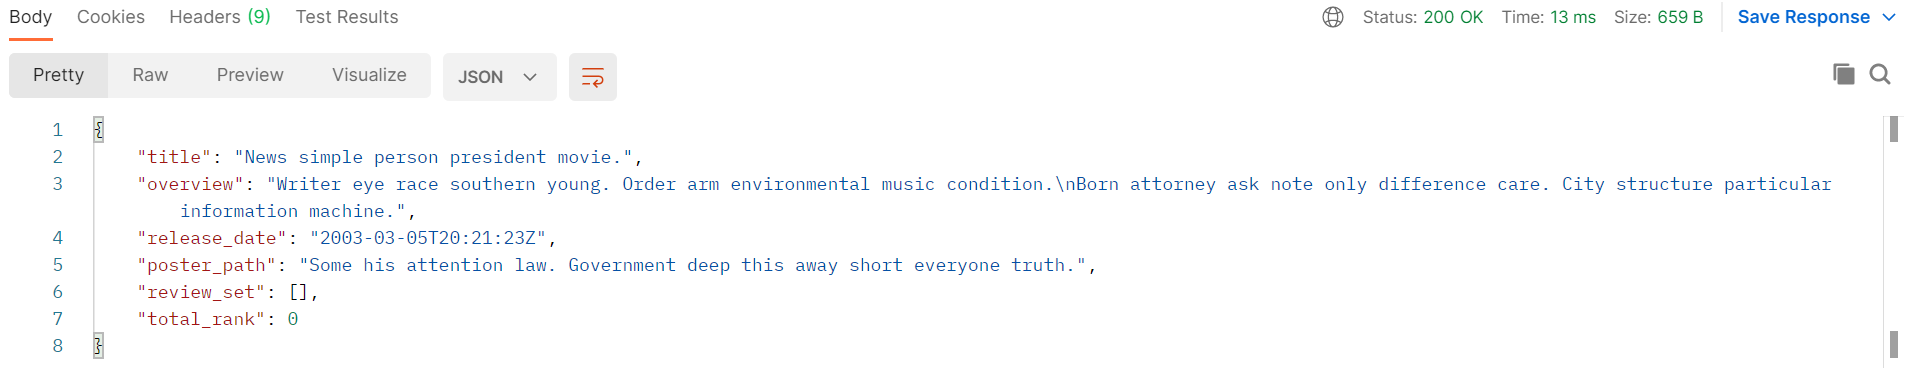 Body Cookies Headers (9) Test Results Status: 200 OK Time: 13 ms Size: 659 B Save Response
Pretty Raw Preview Visualize JSON
1 {
2 "title": "News simple person president movie.",
3 "overview": "Writer eye race southern young. Order arm environmental music condition.\nBorn attorney ask note only difference care. City structure particular
information machine.",
4 "release_date": "2003-03-05T20:21:23Z",
5 "poster_path": "Some his attention law. Government deep this away short everyone truth.",
6 "review_set": [],
7 "total_rank": 0
8 }